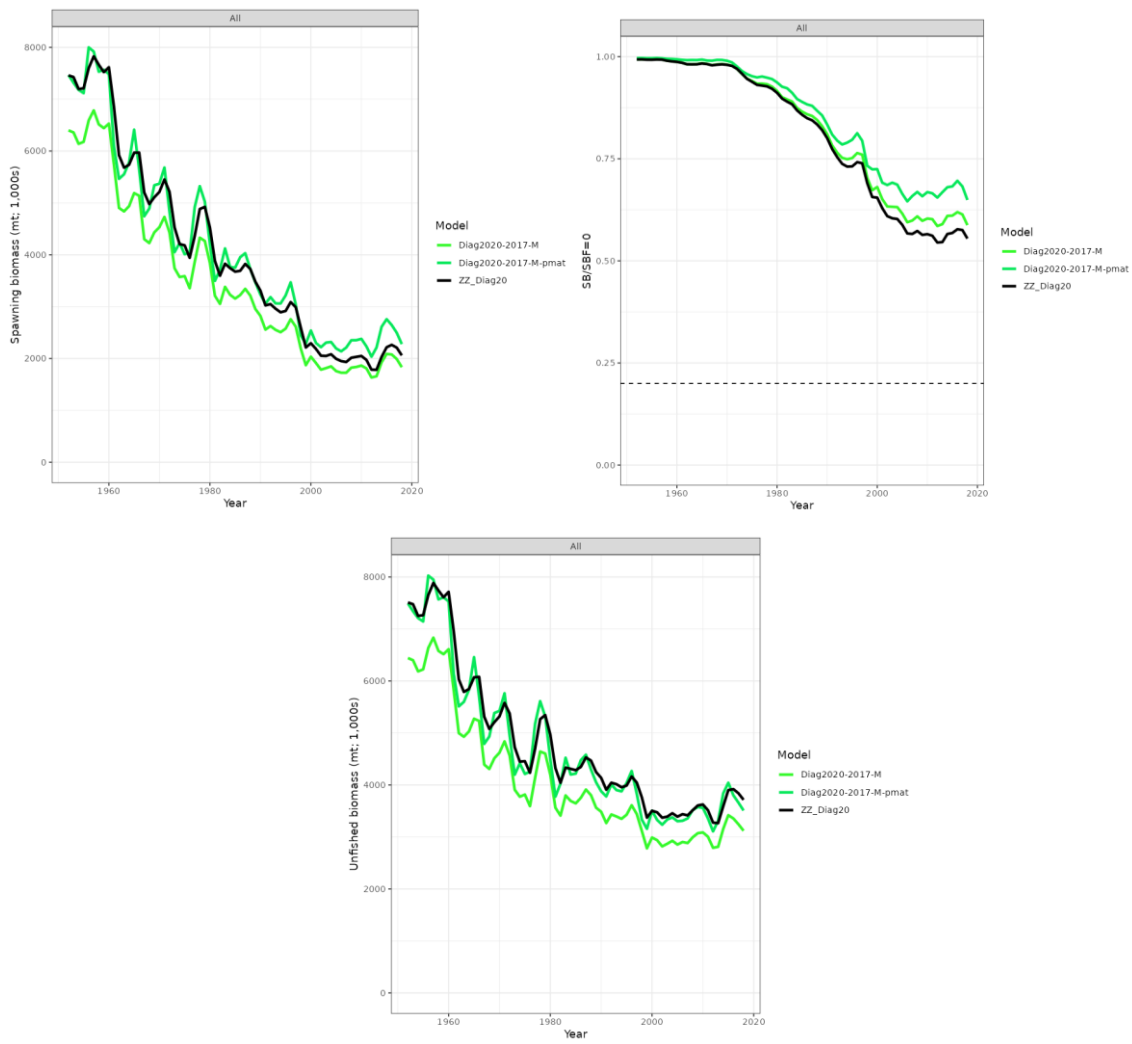 All
8000
6000
4000
2000
0
1960
1980
2000
2020
Year
Spawning biomass (mt; 1,000s)
Model
Diag2020-2017-M
Diag2020-2017-M-pmat
ZZ_Diag20
All
1.00
0.75
0.50
0.25
0.00
1960
1980
2000
2020
Year
SB/SBF=0
Model
Diag2020-2017-M
Diag2020-2017-M-pmat
ZZ_Diag20
All
8000
6000
4000
2000
0
1960
1980
2000
2020
Year
Unfished biomass (mt; 1,000s)
Model
Diag2020-2017-M
Diag2020-2017-M-pmat
ZZ_Diag20